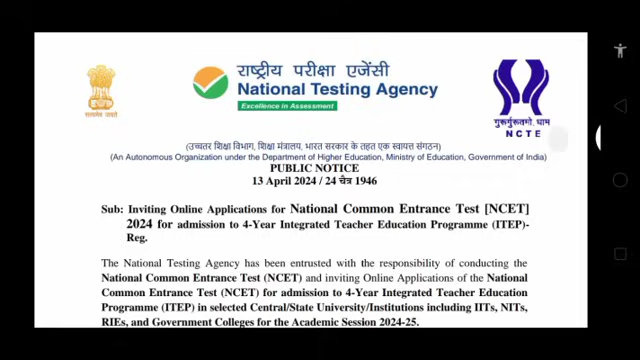 राष्ट्रीय परीक्षा एजेंसी
National Testing Agency
Excellence in Assessment
सत्यमेव जयते
गुरुर्गुरुतमो धाम
NCTE
(उच्चतर शिक्षा विभाग, शिक्षा मंत्रालय, भारत सरकार के तहत एक स्वायत्त संगठन)
(An Autonomous Organization under the Department of Higher Education, Ministry of Education, Government of India)
PUBLIC NOTICE
13 April 2024 / 24 चैत्र 1946
Sub: Inviting Online Applications for National Common Entrance Test [NCET]
2024 for admission to 4-Year Integrated Teacher Education Programme (ITEP)-
Reg.
The National Testing Agency has been entrusted with the responsibility of conducting the
National Common Entrance Test (NCET) and inviting Online Applications of the National
Common Entrance Test (NCET) for admission to 4-Year Integrated Teacher Education
Programme (ITEP) in selected Central/State University/Institutions including IITs, NITs,
RIEs, and Government Colleges for the Academic Session 2024-25.